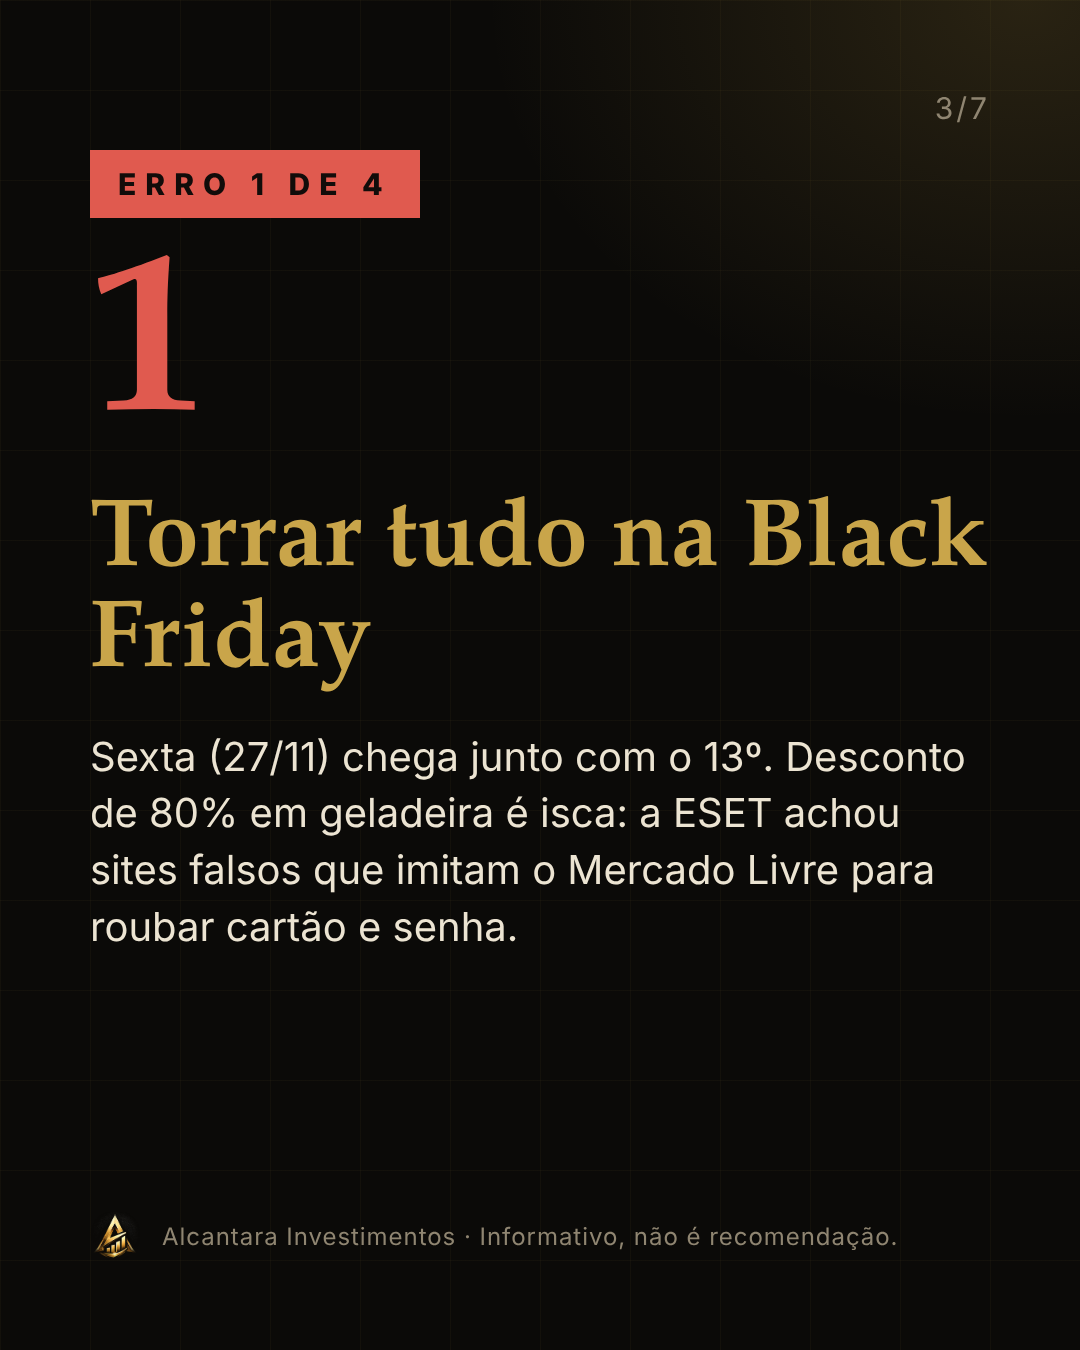 3/7
ERRO 1 DE 4
1
Torrar tudo na Black
Friday
Sexta (27/11) chega junto com o 13º. Desconto
de 80% em geladeira é isca: a ESET achou
sites falsos que imitam o Mercado Livre para
roubar cartão e senha.
Alcantara Investimentos · Informativo, não é recomendação.